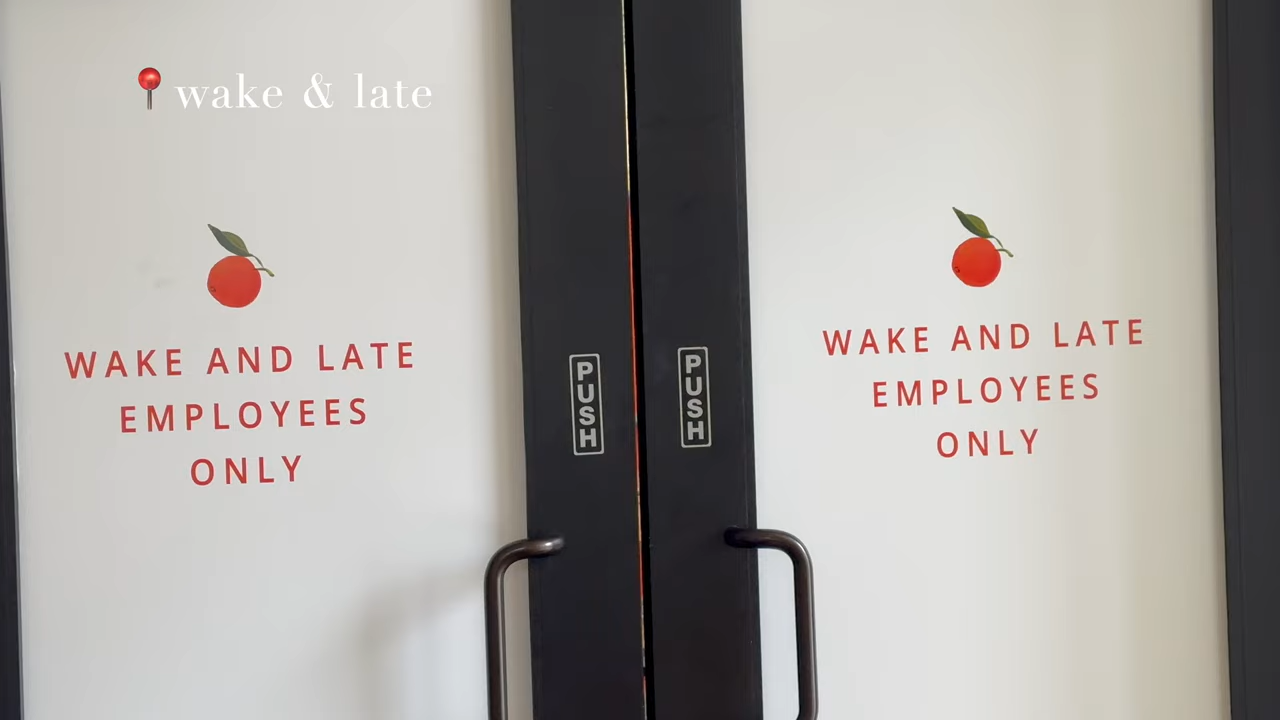 wake & late
WAKE AND LATE
EMPLOYEES
ONLY
PUSH
PUSH
WAKE AND LATE
EMPLOYEES
ONLY